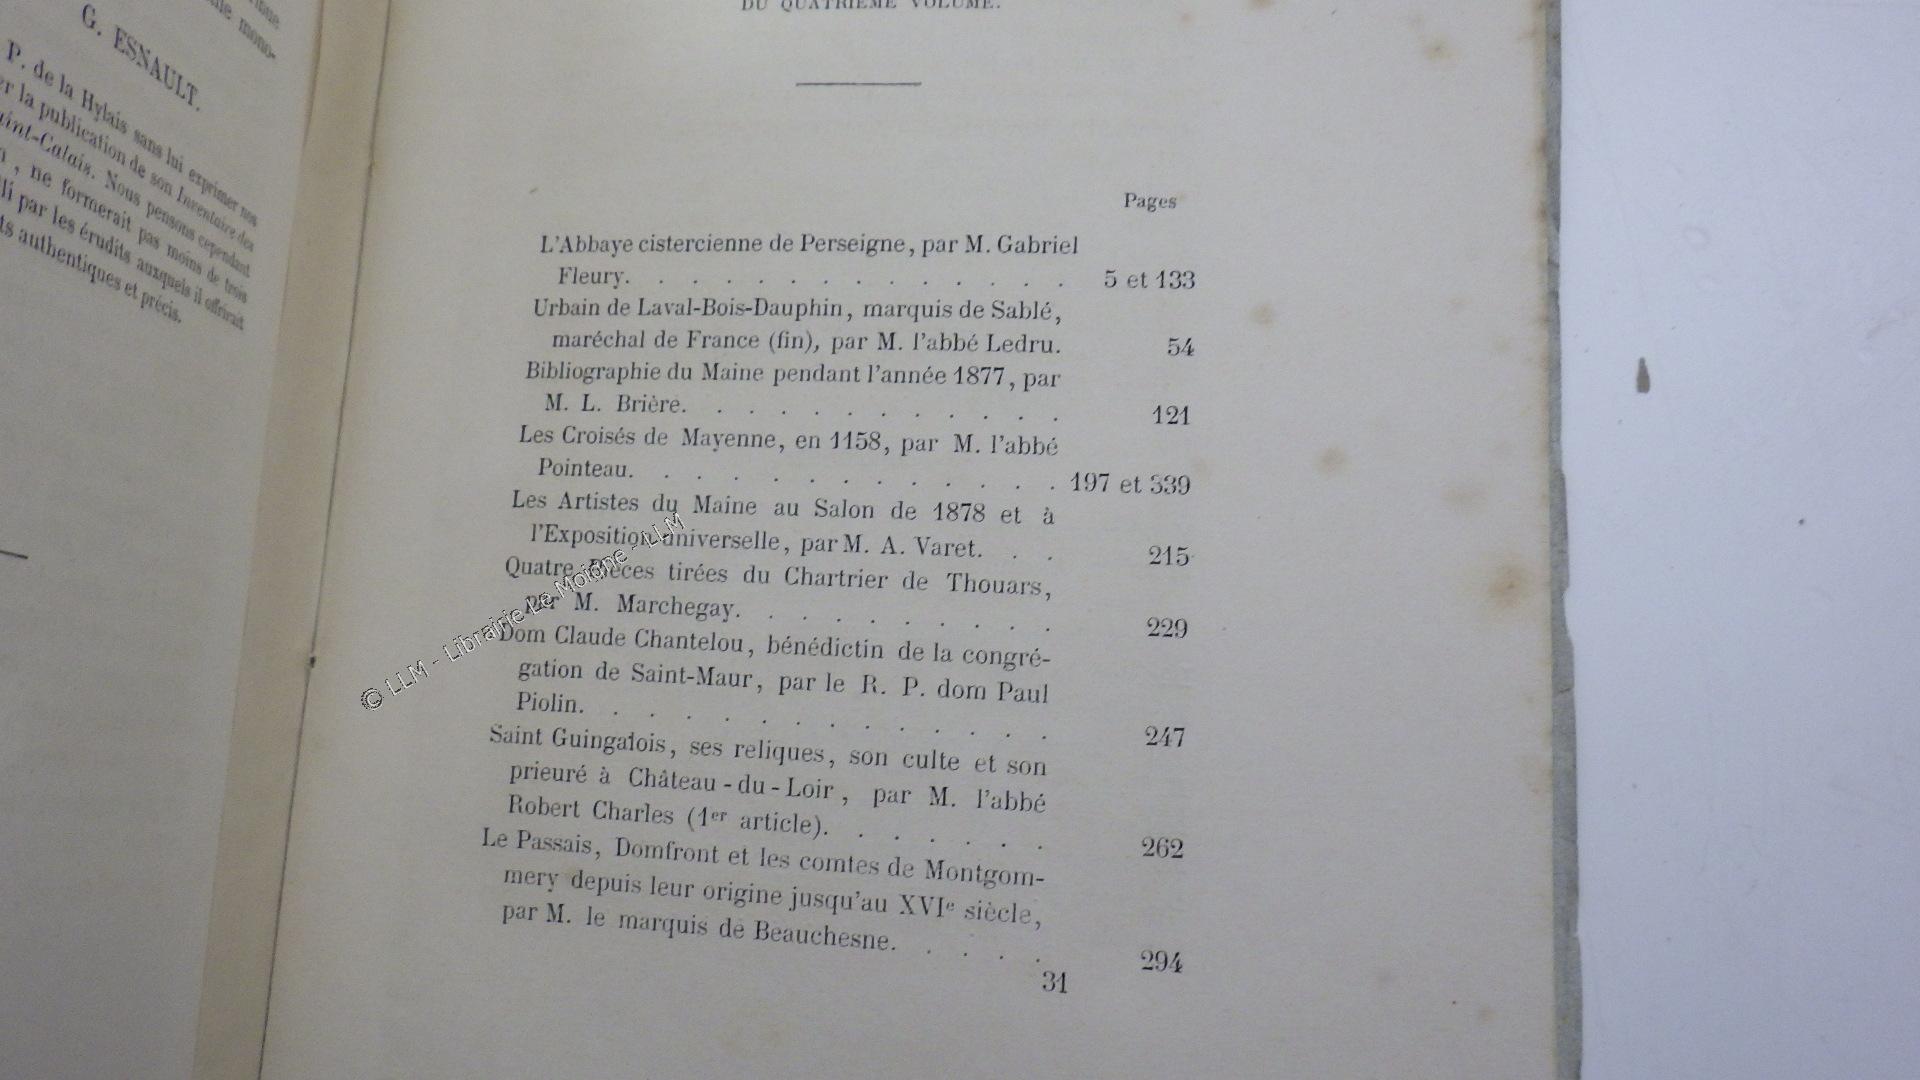 mono-
G. ESNAULT.
P. de la Hylais sans lui exprimer nos
er la publication de son Inventaire des
aint-Calais. Nous pensons cependant
, ne formerait pas moins de trois
li par les érudits auxquels il offrirait
ts authentiques et précis.
DU QUATRIÈME VOLUME.
Pages
L'Abbaye cistercienne de Perseigne, par M. Gabriel
Fleury. . . . . . . . . . . . . . 5 et 133
Urbain de Laval-Bois-Dauphin, marquis de Sablé,
maréchal de France (fin), par M. l'abbé Ledru. 54
Bibliographie du Maine pendant l'année 1877, par
M. L. Brière. . . . . . . . . . . . 121
Les Croisés de Mayenne, en 1158, par M. l'abbé
Pointeau. . . . . . . . . . . . . 197 et 339
Les Artistes du Maine au Salon de 1878 et à
l'Exposition universelle, par M. A. Varet. . . 215
Quatre Pièces tirées du Chartrier de Thouars,
par M. Marchegay. . . . . . . . . . 229
Dom Claude Chantelou, bénédictin de la congré-
gation de Saint-Maur, par le R. P. dom Paul
Piolin. . . . . . . . . . . . . . 247
Saint Guingalois, ses reliques, son culte et son
prieuré à Château-du-Loir, par M. l'abbé
Robert Charles (1er article). . . . . . . 262
Le Passais, Domfront et les comtes de Montgom-
mery depuis leur origine jusqu'au XVIe siècle,
par M. le marquis de Beauchesne. . . . . 294
31
© LLM - Librairie Le Moigne - LLM